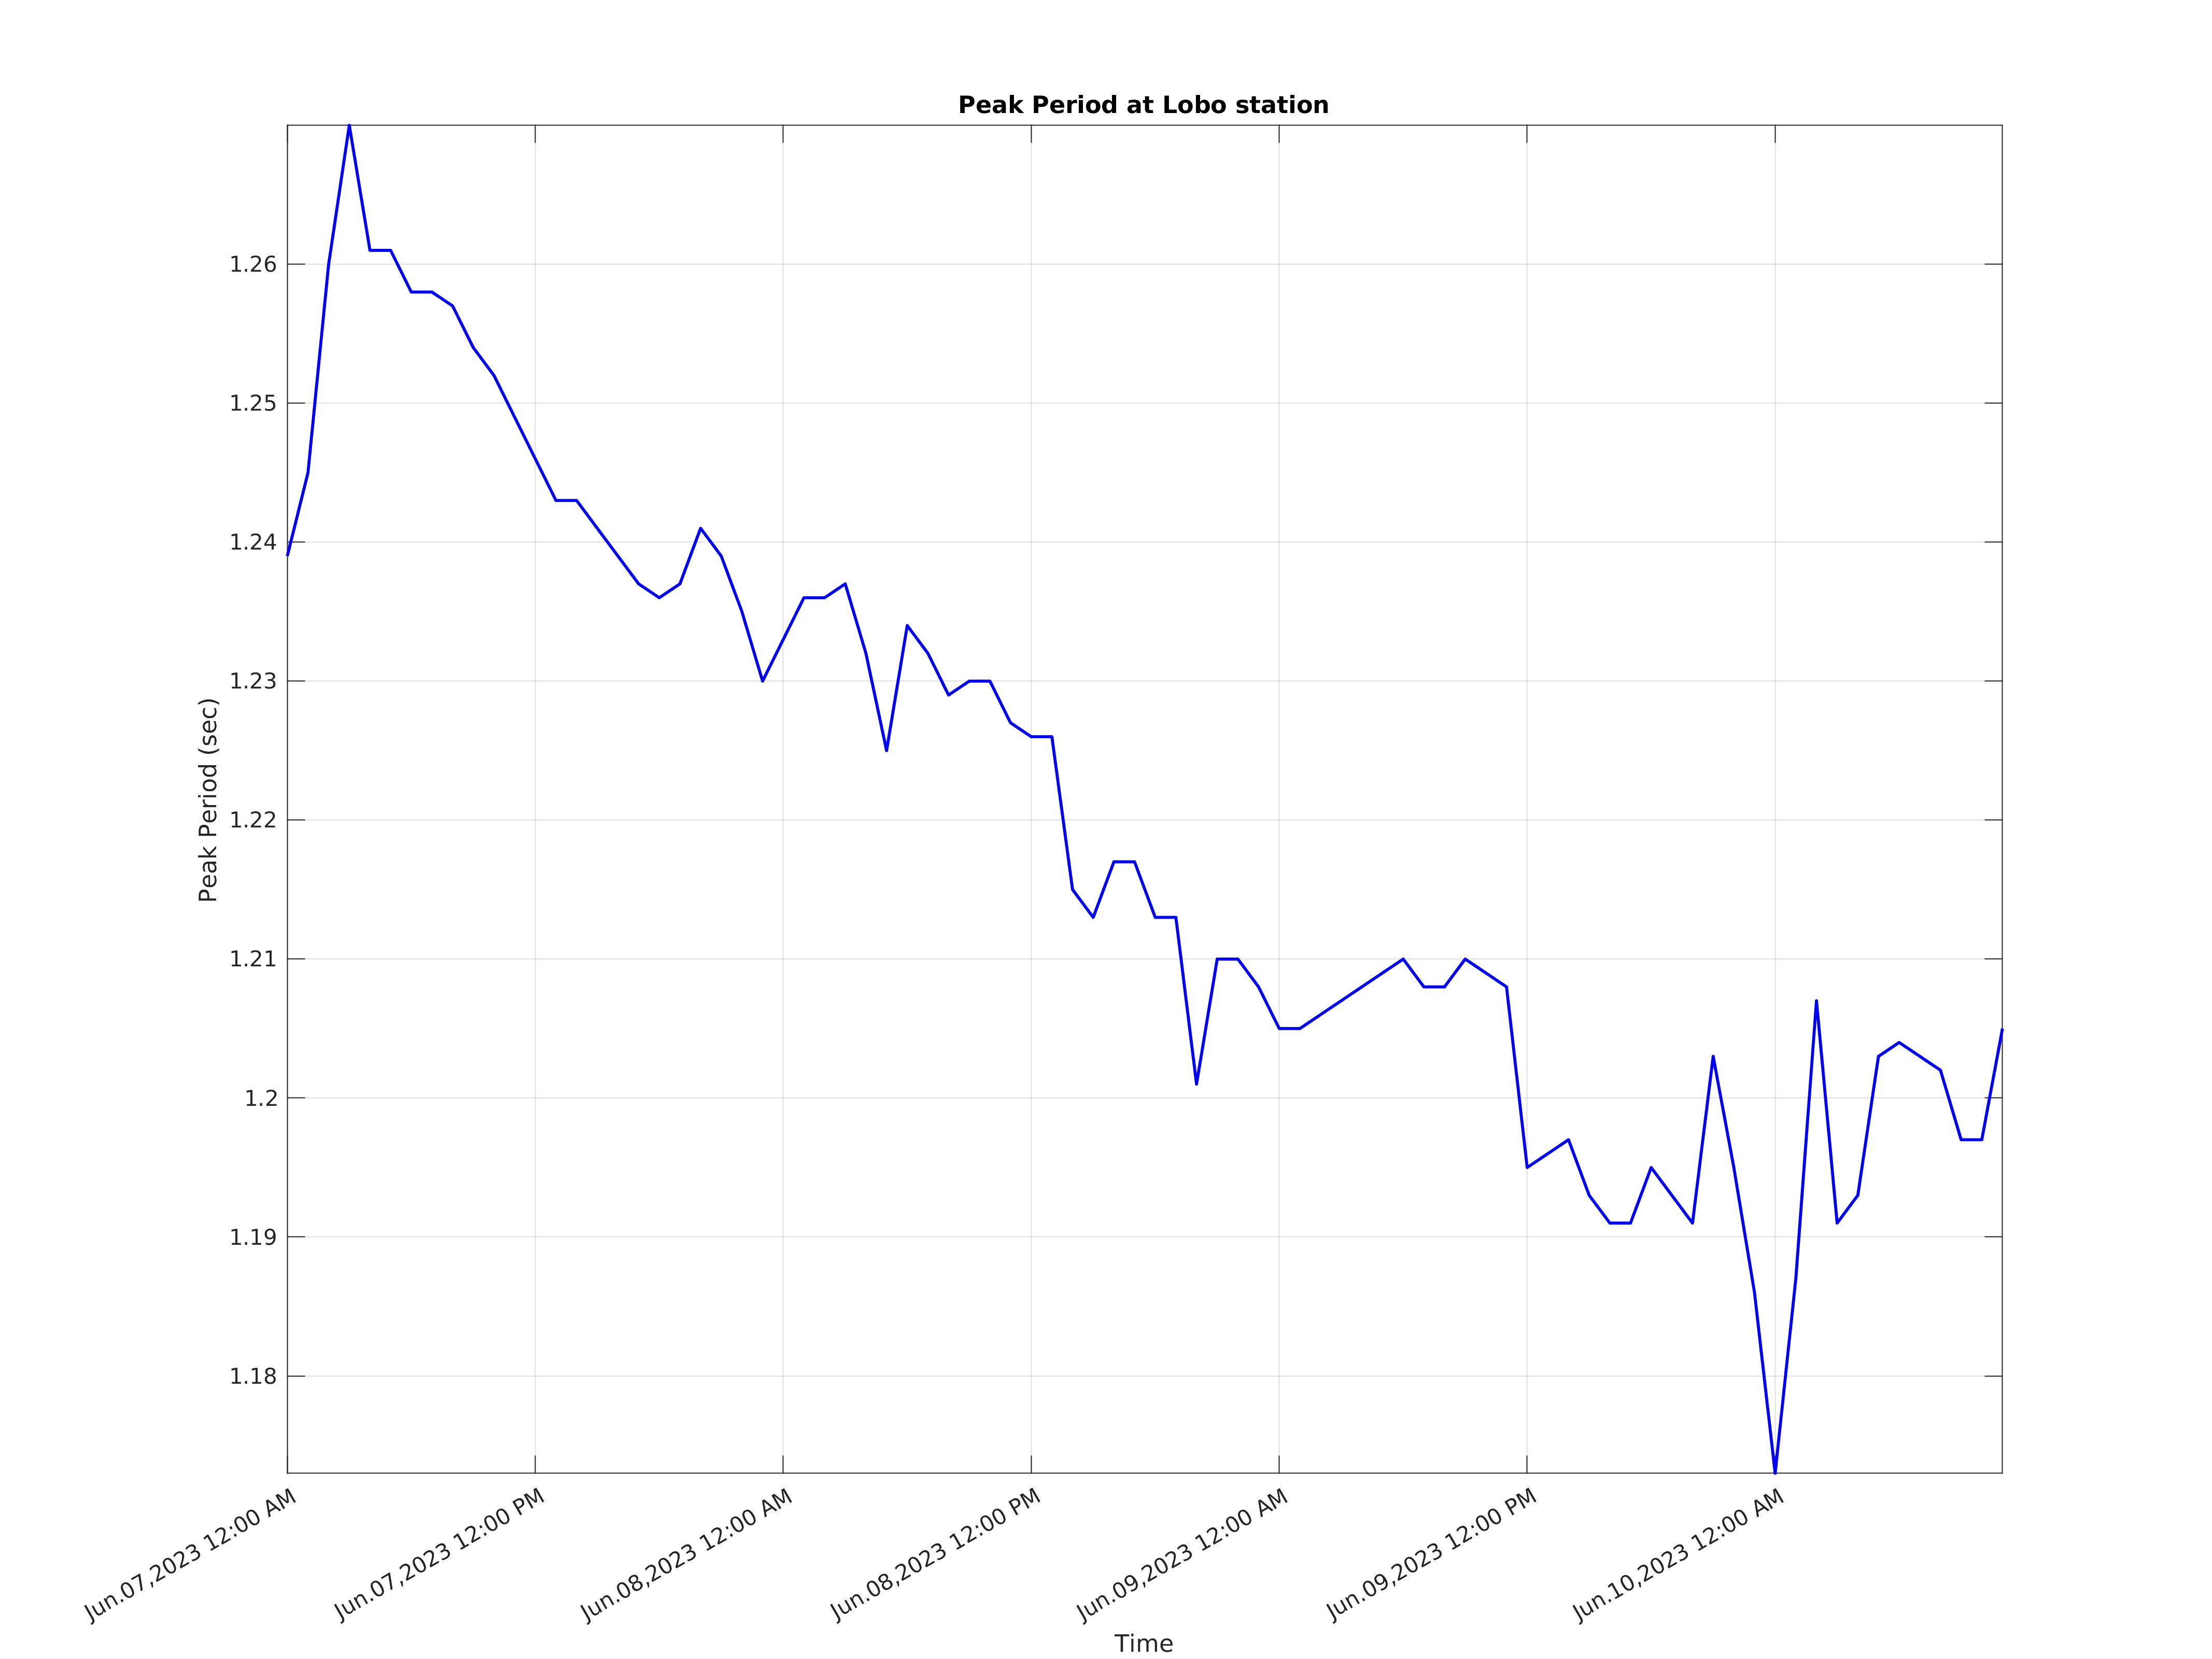 Peak Period at Lobo station
Peak Period (sec)
1.26
1.25
1.24
1.23
1.22
1.21
1.2
1.19
1.18
Jun.07,2023 12:00 AM
Jun.07,2023 12:00 PM
Jun.08,2023 12:00 AM
Jun.08,2023 12:00 PM
Jun.09,2023 12:00 AM
Jun.09,2023 12:00 PM
Jun.10,2023 12:00 AM
Time